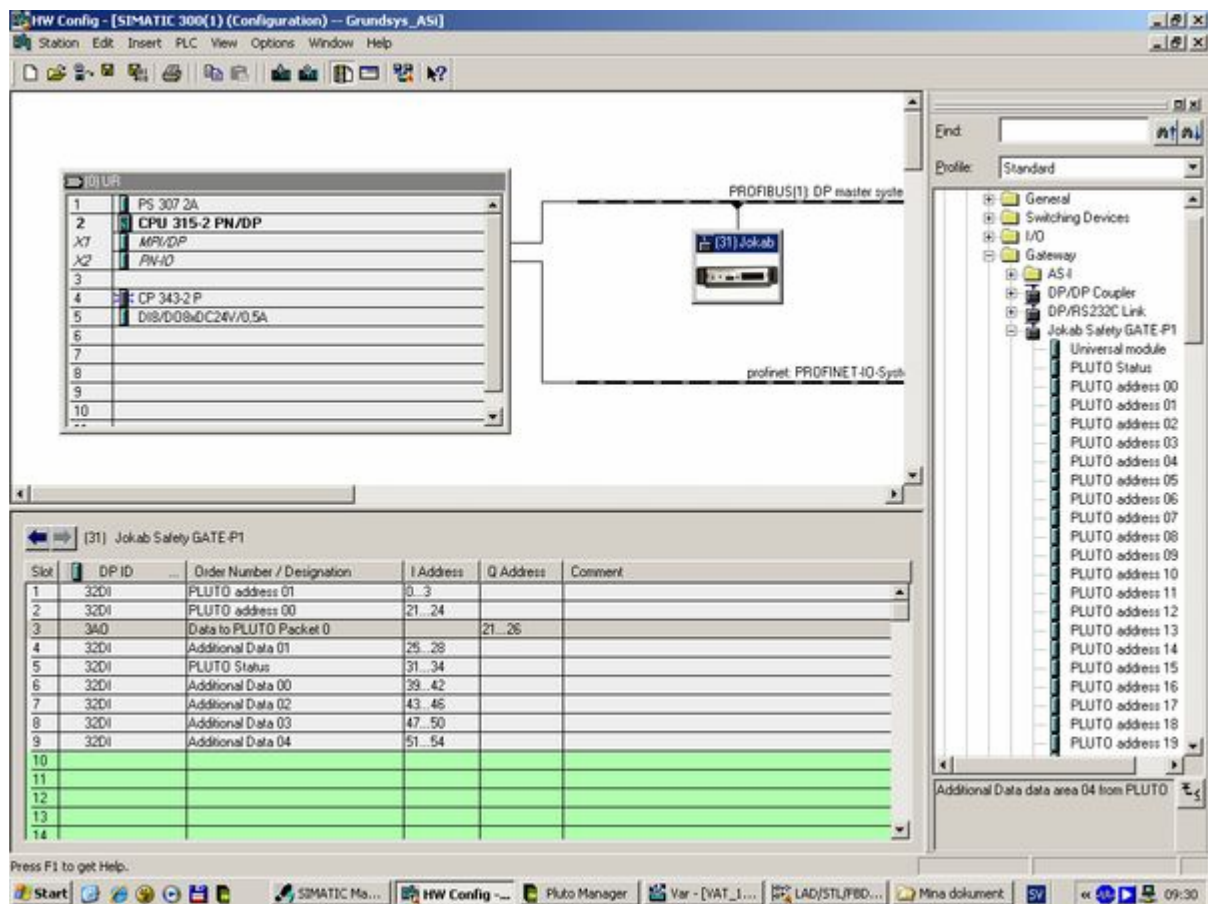 HW Config - [SIMATIC 300(1) (Configuration) -- Grundsys_ASi]
Station Edit Insert PLC View Options Window Help
(0) UR
1 PS 307 2A
2 CPU 315-2 PN/DP
X1 MPI/DP
X2 PN-IO
3
4 CP 343-2 P
5 DI8/DO8xDC24V/0,5A
6
7
8
9
10
PROFIBUS(1): DP master syste
(31) Jokab
profinet: PROFINET-IO-Syst
Find:
Profile: Standard
General
Switching Devices
I/O
Gateway
AS-I
DP/DP Coupler
DP/RS232C Link
Jokab Safety GATE-P1
Universal module
PLUTO Status
PLUTO address 00
PLUTO address 01
PLUTO address 02
PLUTO address 03
PLUTO address 04
PLUTO address 05
PLUTO address 06
PLUTO address 07
PLUTO address 08
PLUTO address 09
PLUTO address 10
PLUTO address 11
PLUTO address 12
PLUTO address 13
PLUTO address 14
PLUTO address 15
PLUTO address 16
PLUTO address 17
PLUTO address 18
PLUTO address 19
Additional Data data area 04 from PLUTO
(31) Jokab Safety GATE-P1
Slot DP ID ... Order Number / Designation I Address Q Address Comment
1 32DI PLUTO address 01 0...3
2 32DI PLUTO address 00 21...24
3 3AO Data to PLUTO Packet 0 21...26
4 32DI Additional Data 01 25...28
5 32DI PLUTO Status 31...34
6 32DI Additional Data 00 39...42
7 32DI Additional Data 02 43...46
8 32DI Additional Data 03 47...50
9 32DI Additional Data 04 51...54
10
11
12
13
14
Press F1 to get Help.
Start SIMATIC Ma... HW Config -... Pluto Manager Var - [VAT_1... LAD/STL/FBD... Mina dokument SV « 09:30